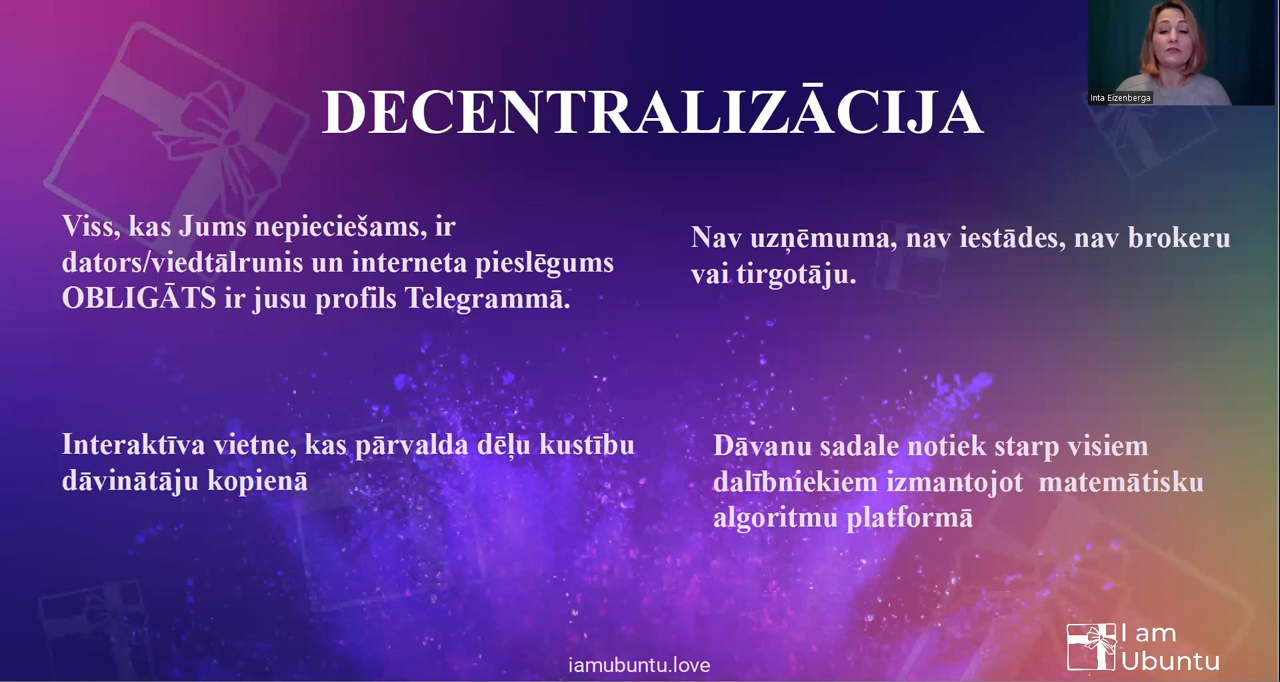 Inta Eizenberga
DECENTRALIZĀCIJA
Viss, kas Jums nepieciešams, ir
dators/viedtālrunis un interneta pieslēgums
OBLIGĀTS ir jusu profils Telegrammā.
Nav uzņēmuma, nav iestādes, nav brokeru
vai tirgotāju.
Interaktīva vietne, kas pārvalda dēļu kustību
dāvinātāju kopienā
Dāvanu sadale notiek starp visiem
dalībniekiem izmantojot  matemātisku
algoritmu platformā
iamubuntu.love
I am
Ubuntu